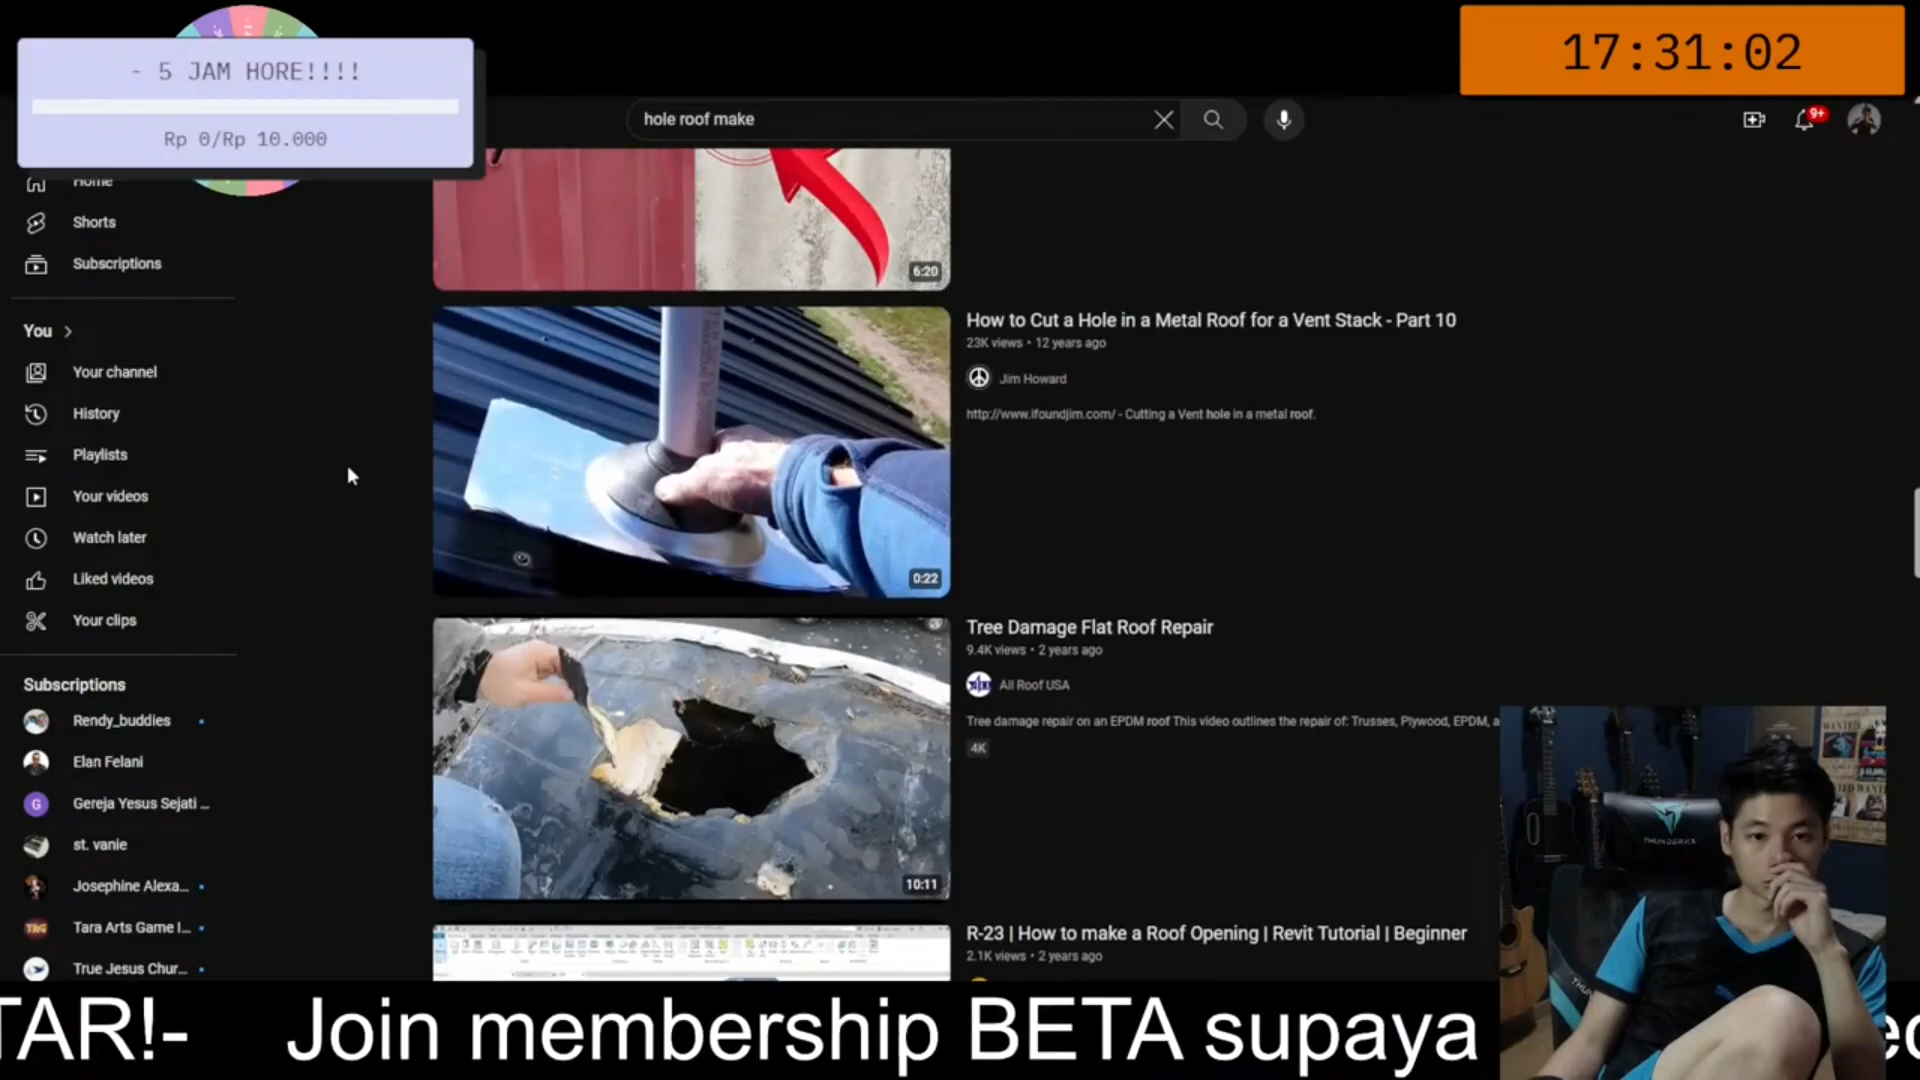 - 5 JAM HORE!!!!
Rp 0/Rp 10.000
17:31:02
hole roof make
9+
Home
Shorts
Subscriptions
You
Your channel
History
Playlists
Your videos
Watch later
Liked videos
Your clips
Subscriptions
Rendy_buddies
Elan Felani
G
Gereja Yesus Sejati ...
st. vanie
Josephine Alexa...
TAG
Tara Arts Game I...
True Jesus Chur...
6:20
How to Cut a Hole in a Metal Roof for a Vent Stack - Part 10
23K views • 12 years ago
Jim Howard
http://www.ifoundjim.com/ - Cutting a Vent hole in a metal roof.
0:22
Tree Damage Flat Roof Repair
9.4K views • 2 years ago
All Roof USA
Tree damage repair on an EPDM roof This video outlines the repair of: Trusses, Plywood, EPDM, a
4K
10:11
R-23 | How to make a Roof Opening | Revit Tutorial | Beginner
2.1K views • 2 years ago
THUNDERX3
TAR!- Join membership BETA supaya